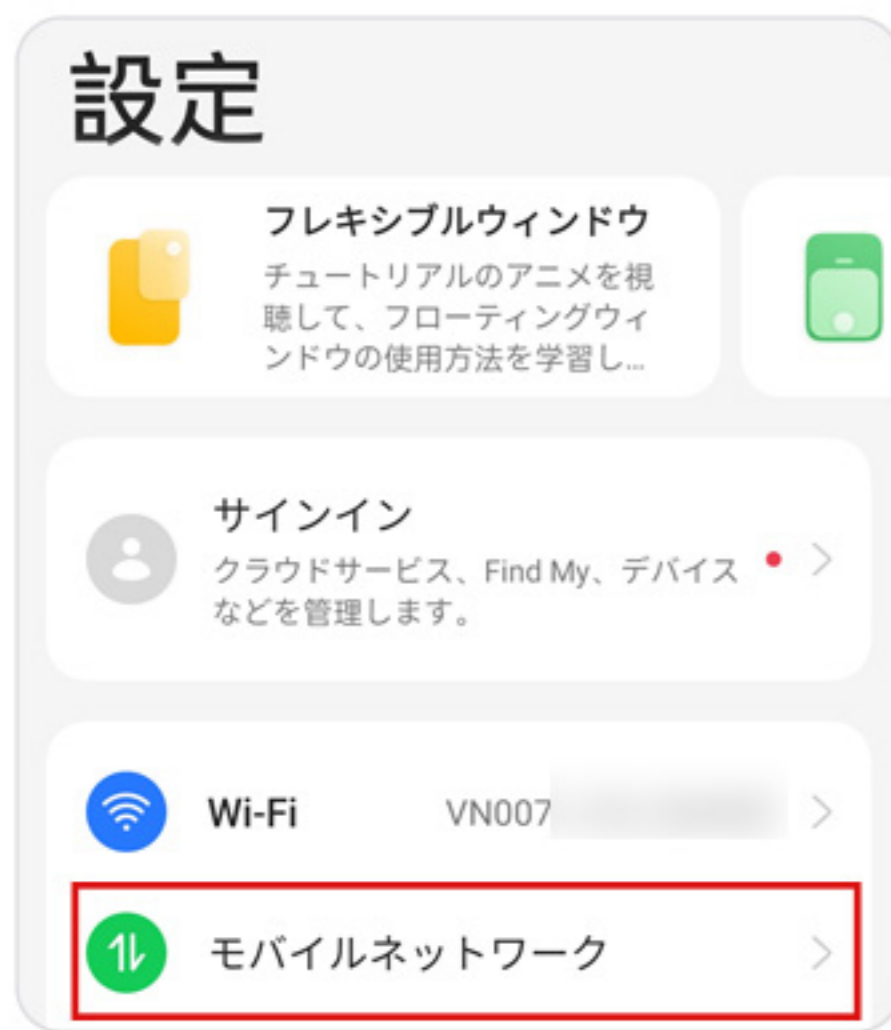 設定
フレキシブルウィンドウ
チュートリアルのアニメを視
聴して、フローティングウィ
ンドウの使用方法を学習し...
サインイン
クラウドサービス、Find My、デバイス
などを管理します。
Wi-Fi VN007
モバイルネットワーク